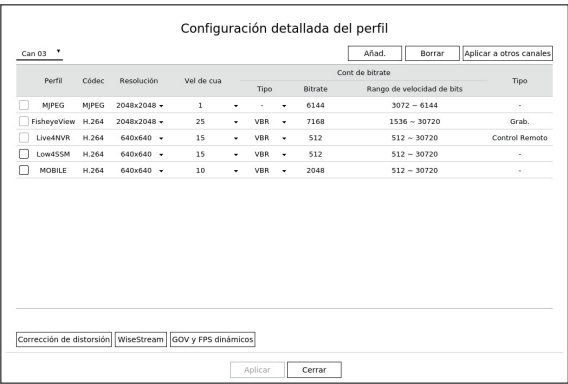 Configuración detallada del perfil
Can 03 Añad. Borrar Aplicar a otros canales
Cont de bitrate
Perfil Códec Resolución Vel de cua Tipo
Tipo Bitrate Rango de velocidad de bits
MJPEG MJPEG 2048x2048 1 - 6144 3072 ~ 6144 -
FisheyeView H.264 2048x2048 25 VBR 7168 1536 ~ 30720 Grab.
Live4NVR H.264 640x640 15 VBR 512 512 ~ 30720 Control Remoto
Low4SSM H.264 640x640 15 VBR 512 512 ~ 30720 -
MOBILE H.264 640x640 10 VBR 2048 512 ~ 30720 -
Corrección de distorsión WiseStream GOV y FPS dinámicos
Aplicar Cerrar